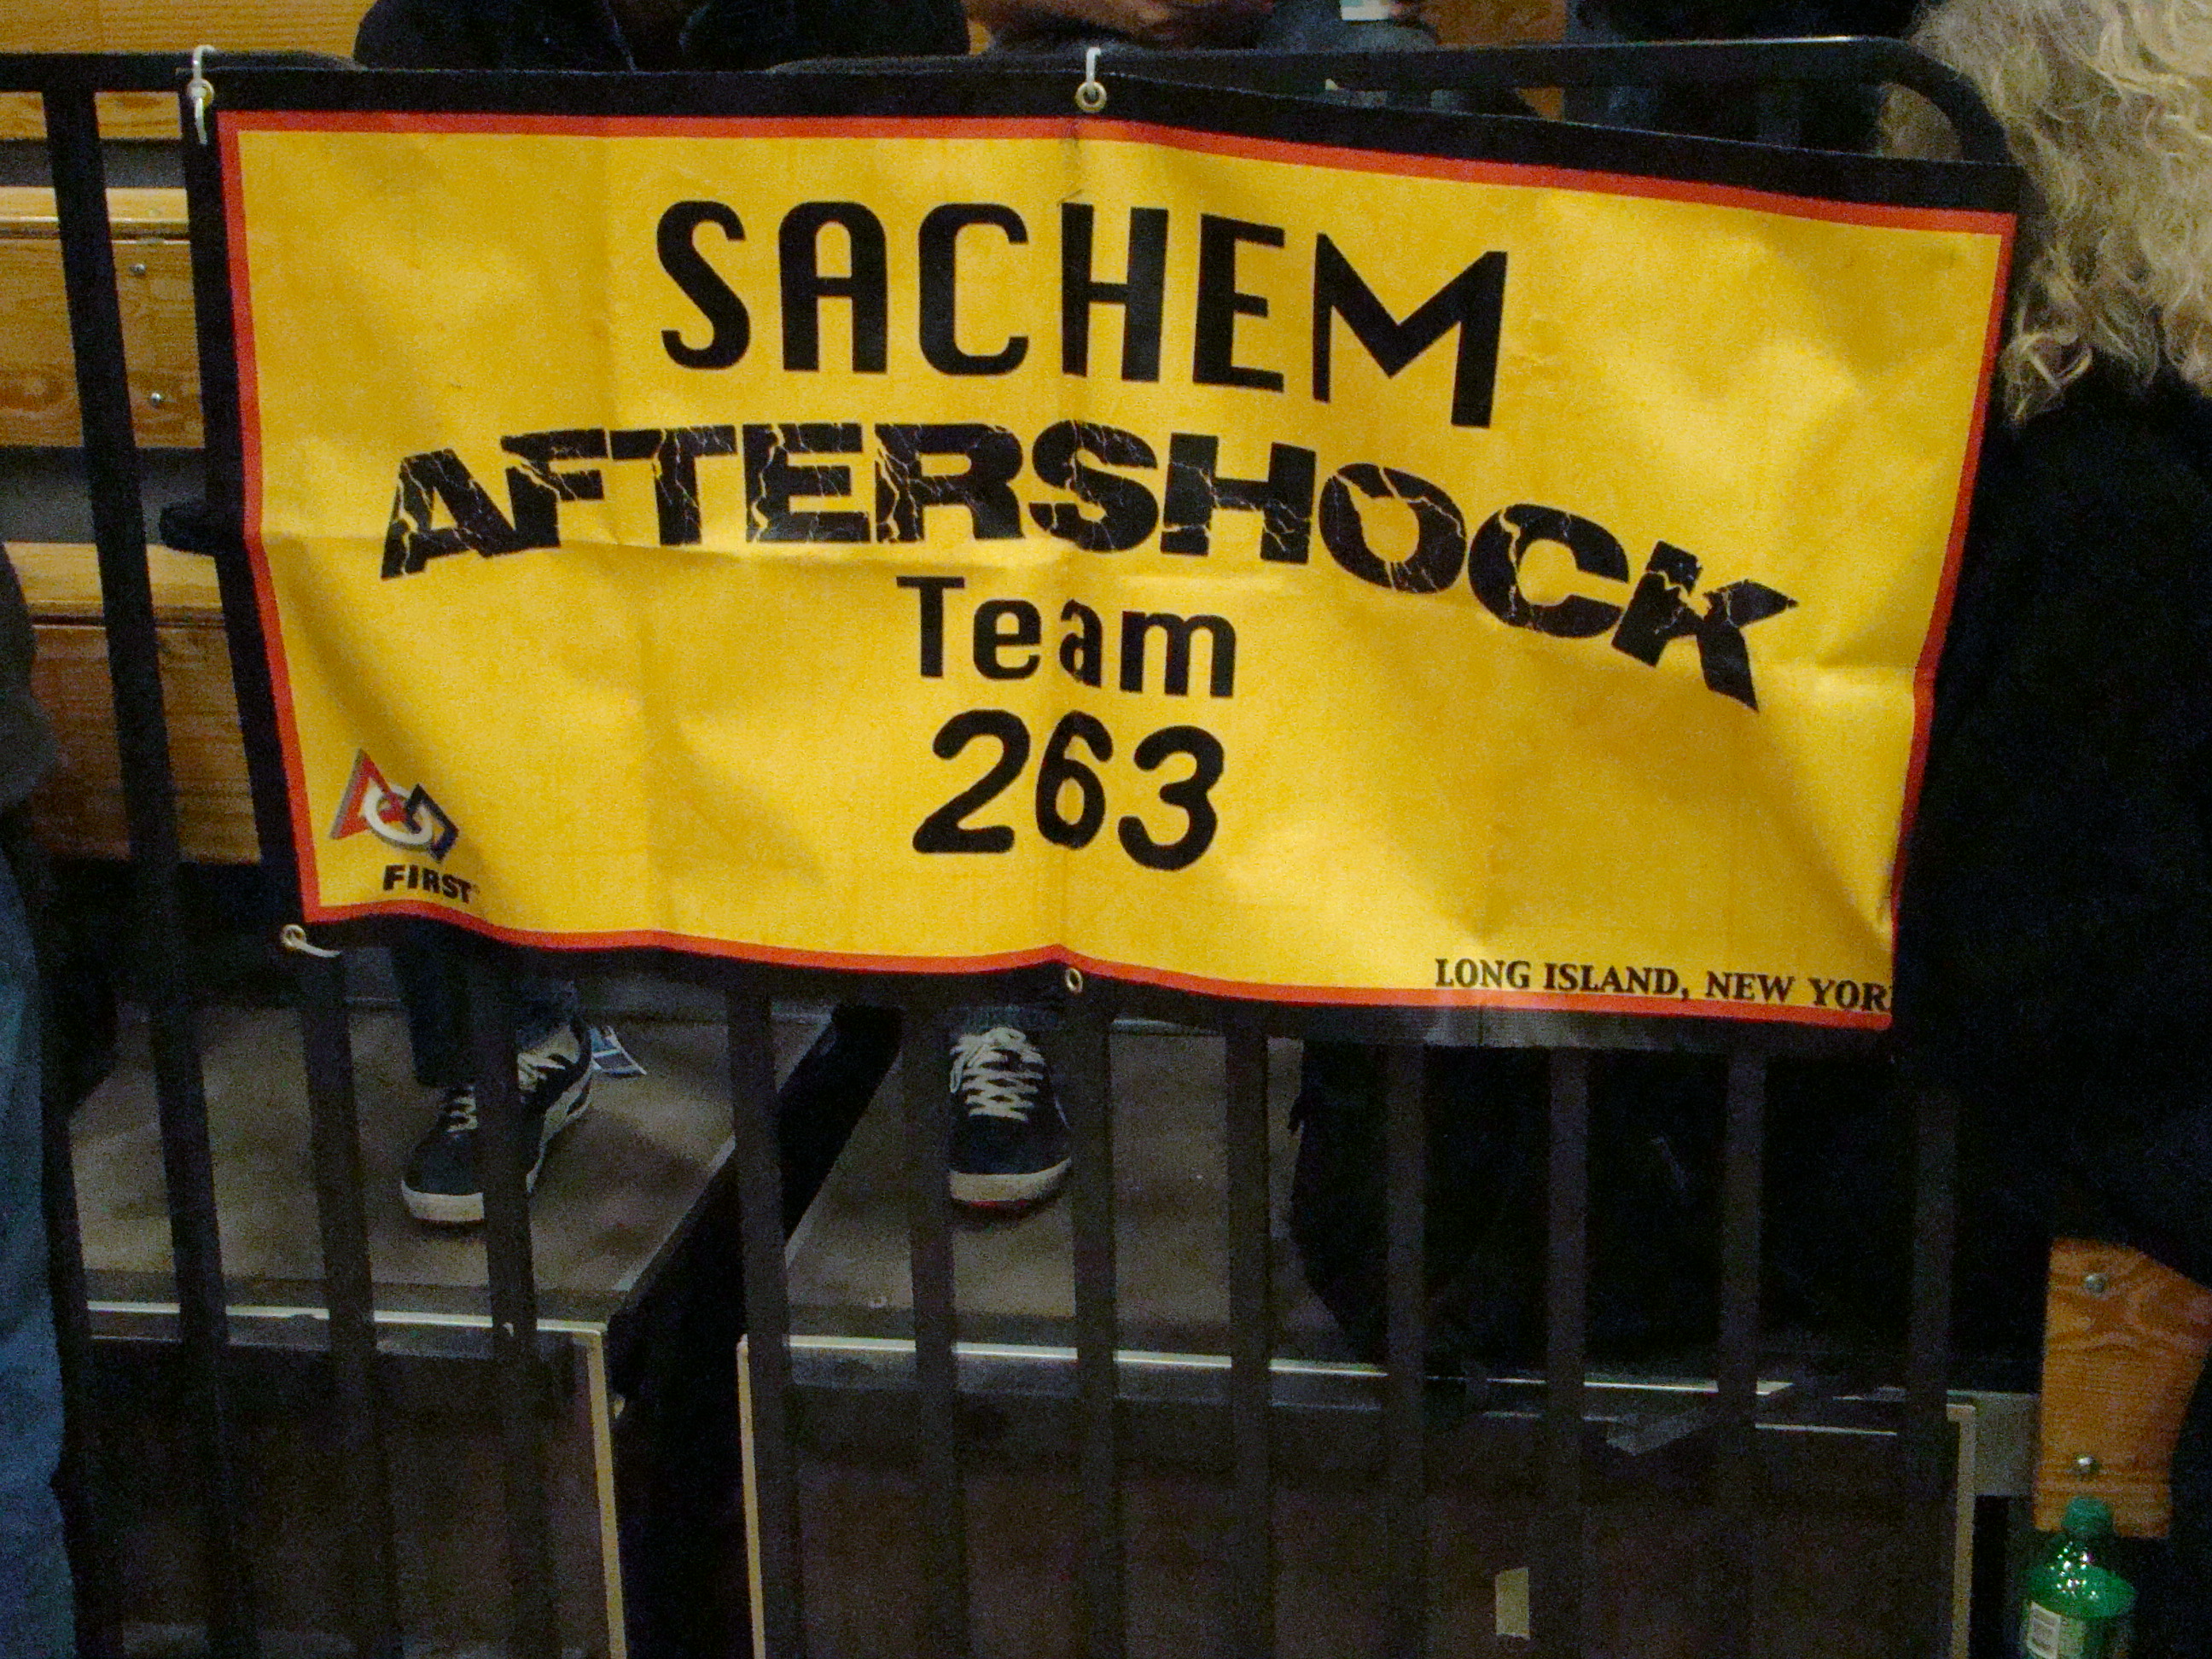 SACHEM
AFTERSHOCK
Team
263
FIRST
LONG ISLAND, NEW YOR